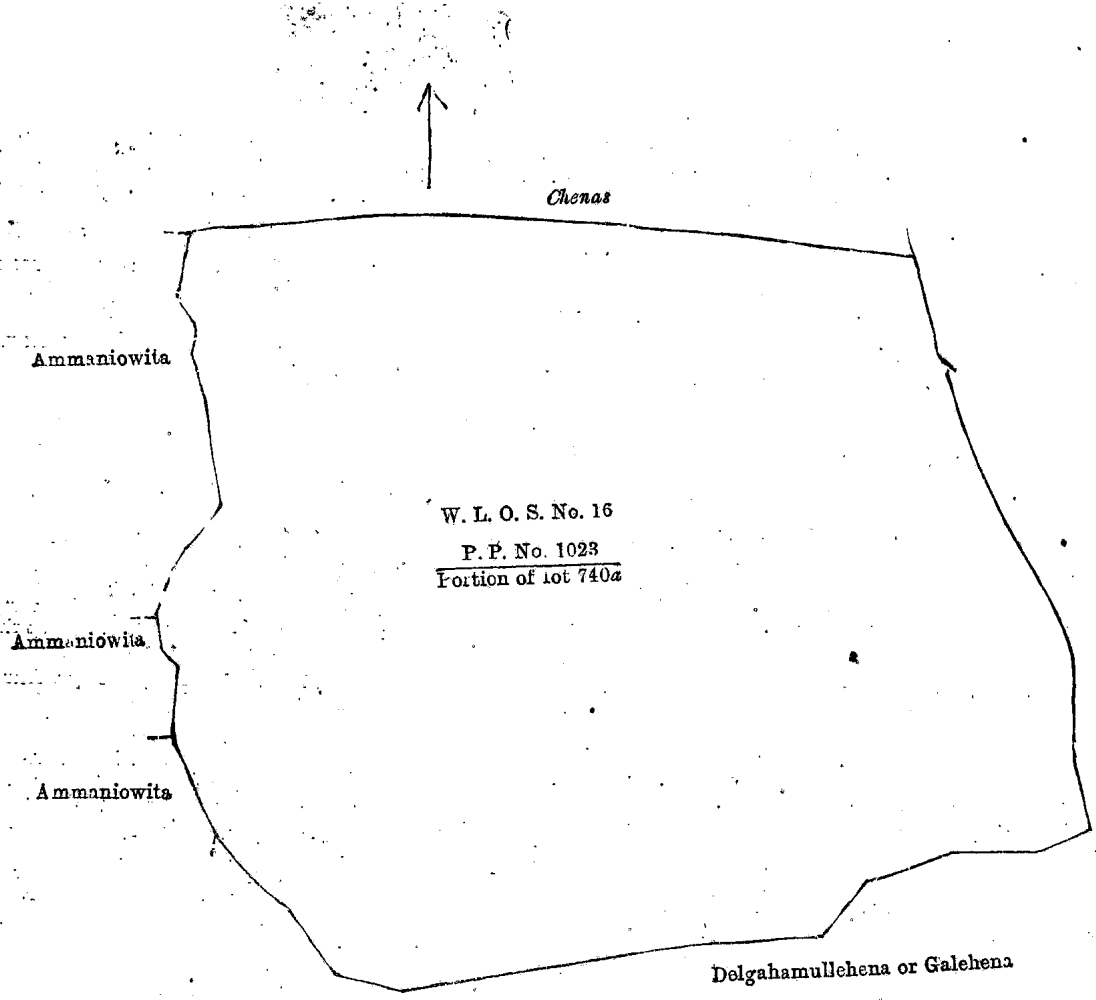 Chenas
Ammaniowita
W. L. O. S. No. 16
P. P. No. 1023
Portion of lot 740a
Ammaniowita
Ammaniowita
Delgahamullehena or Galehena